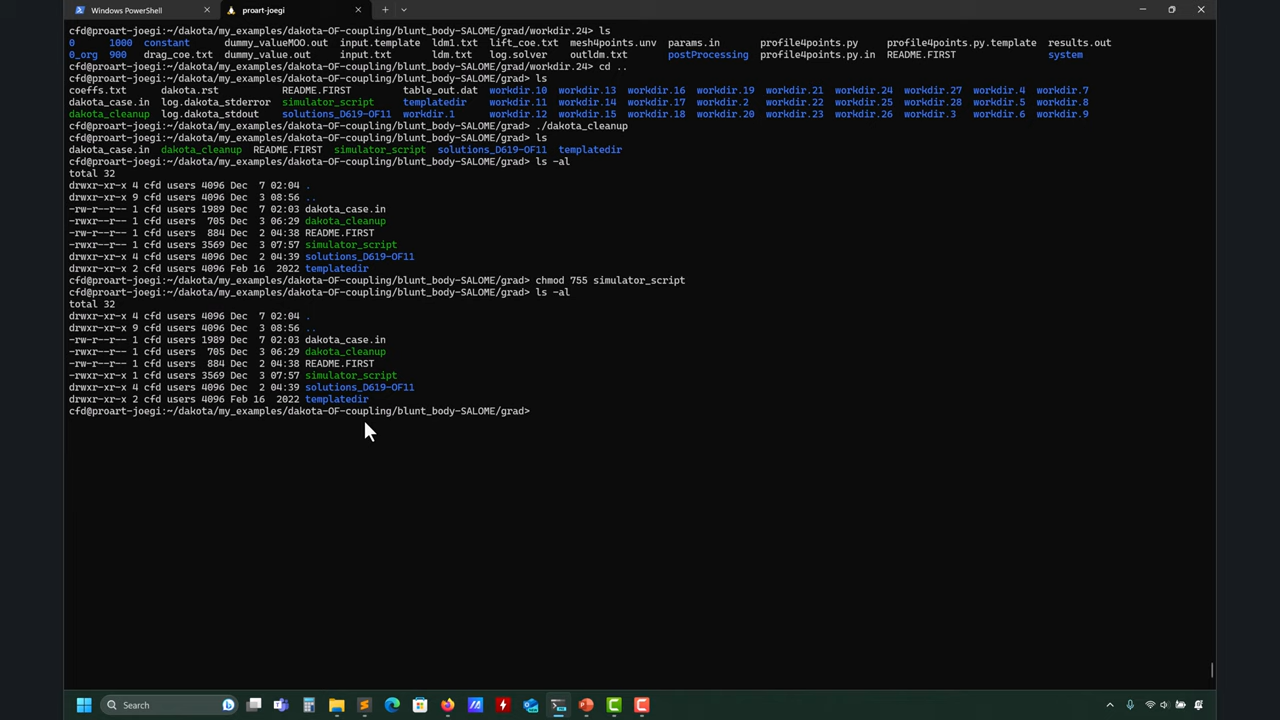 Windows PowerShell
proart-joegi
cfd@proart-joegi:~/dakota/my_examples/dakota-OF-coupling/blunt_body-SALOME/grad/workdir.24> ls
0 1000 constant dummy_valueMOO.out input.template ldm1.txt lift_coe.txt mesh4points.unv params.in profile4points.py profile4points.py.template results.out
0_org 900 drag_coe.txt dummy_value.out input.txt ldm.txt log.solver outldm.txt postProcessing profile4points.py.in README.FIRST system
cfd@proart-joegi:~/dakota/my_examples/dakota-OF-coupling/blunt_body-SALOME/grad/workdir.24> cd ..
cfd@proart-joegi:~/dakota/my_examples/dakota-OF-coupling/blunt_body-SALOME/grad> ls
coeffs.txt dakota.rst README.FIRST table_out.dat workdir.10 workdir.13 workdir.16 workdir.19 workdir.21 workdir.24 workdir.27 workdir.4 workdir.7
dakota_case.in log.dakota_stderror simulator_script templatedir workdir.11 workdir.14 workdir.17 workdir.2 workdir.22 workdir.25 workdir.28 workdir.5 workdir.8
dakota_cleanup log.dakota_stdout solutions_D619-OF11 workdir.1 workdir.12 workdir.15 workdir.18 workdir.20 workdir.23 workdir.26 workdir.3 workdir.6 workdir.9
cfd@proart-joegi:~/dakota/my_examples/dakota-OF-coupling/blunt_body-SALOME/grad> ./dakota_cleanup
cfd@proart-joegi:~/dakota/my_examples/dakota-OF-coupling/blunt_body-SALOME/grad> ls
dakota_case.in dakota_cleanup README.FIRST simulator_script solutions_D619-OF11 templatedir
cfd@proart-joegi:~/dakota/my_examples/dakota-OF-coupling/blunt_body-SALOME/grad> ls -al
total 32
drwxr-xr-x 4 cfd users 4096 Dec 7 02:04 .
drwxr-xr-x 9 cfd users 4096 Dec 3 08:56 ..
-rw-r--r-- 1 cfd users 1989 Dec 7 02:03 dakota_case.in
-rwxr--r-- 1 cfd users 705 Dec 3 06:29 dakota_cleanup
-rw-r--r-- 1 cfd users 884 Dec 2 04:38 README.FIRST
-rwxr--r-- 1 cfd users 3569 Dec 3 07:57 simulator_script
drwxr-xr-x 4 cfd users 4096 Dec 2 04:39 solutions_D619-OF11
drwxr-xr-x 2 cfd users 4096 Feb 16 2022 templatedir
cfd@proart-joegi:~/dakota/my_examples/dakota-OF-coupling/blunt_body-SALOME/grad> chmod 755 simulator_script
cfd@proart-joegi:~/dakota/my_examples/dakota-OF-coupling/blunt_body-SALOME/grad> ls -al
total 32
drwxr-xr-x 4 cfd users 4096 Dec 7 02:04 .
drwxr-xr-x 9 cfd users 4096 Dec 3 08:56 ..
-rw-r--r-- 1 cfd users 1989 Dec 7 02:03 dakota_case.in
-rwxr--r-- 1 cfd users 705 Dec 3 06:29 dakota_cleanup
-rw-r--r-- 1 cfd users 884 Dec 2 04:38 README.FIRST
-rwxr-xr-x 1 cfd users 3569 Dec 3 07:57 simulator_script
drwxr-xr-x 4 cfd users 4096 Dec 2 04:39 solutions_D619-OF11
drwxr-xr-x 2 cfd users 4096 Feb 16 2022 templatedir
cfd@proart-joegi:~/dakota/my_examples/dakota-OF-coupling/blunt_body-SALOME/grad>
Search